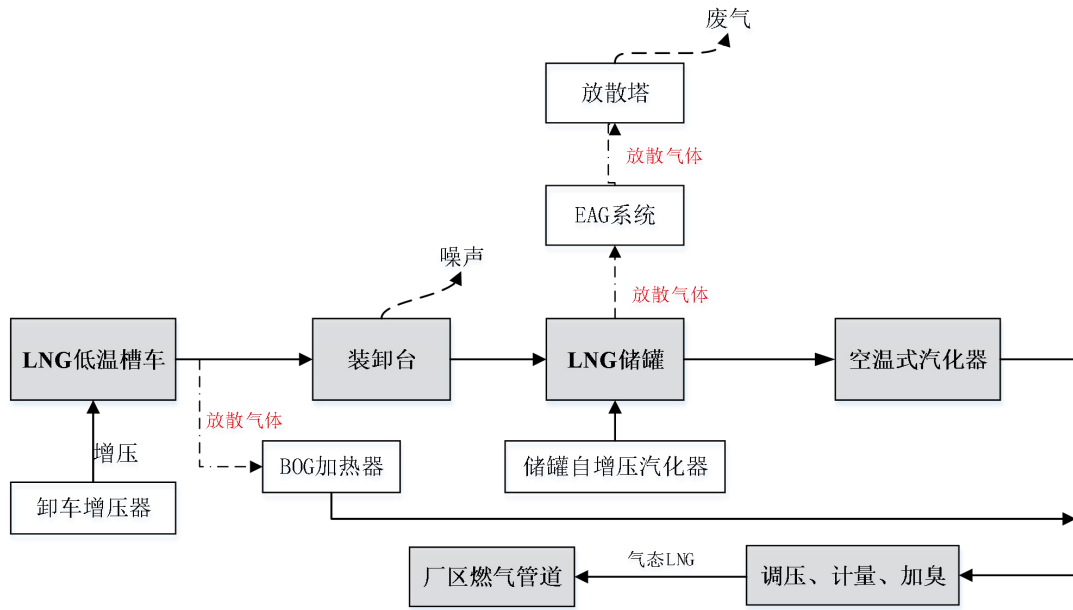 废气
放散塔
放散气体
EAG系统
噪声
放散气体
LNG低温槽车
装卸台
LNG储罐
空温式汽化器
放散气体
增压
BOG加热器
储罐自增压汽化器
卸车增压器
厂区燃气管道
气态LNG
调压、计量、加臭